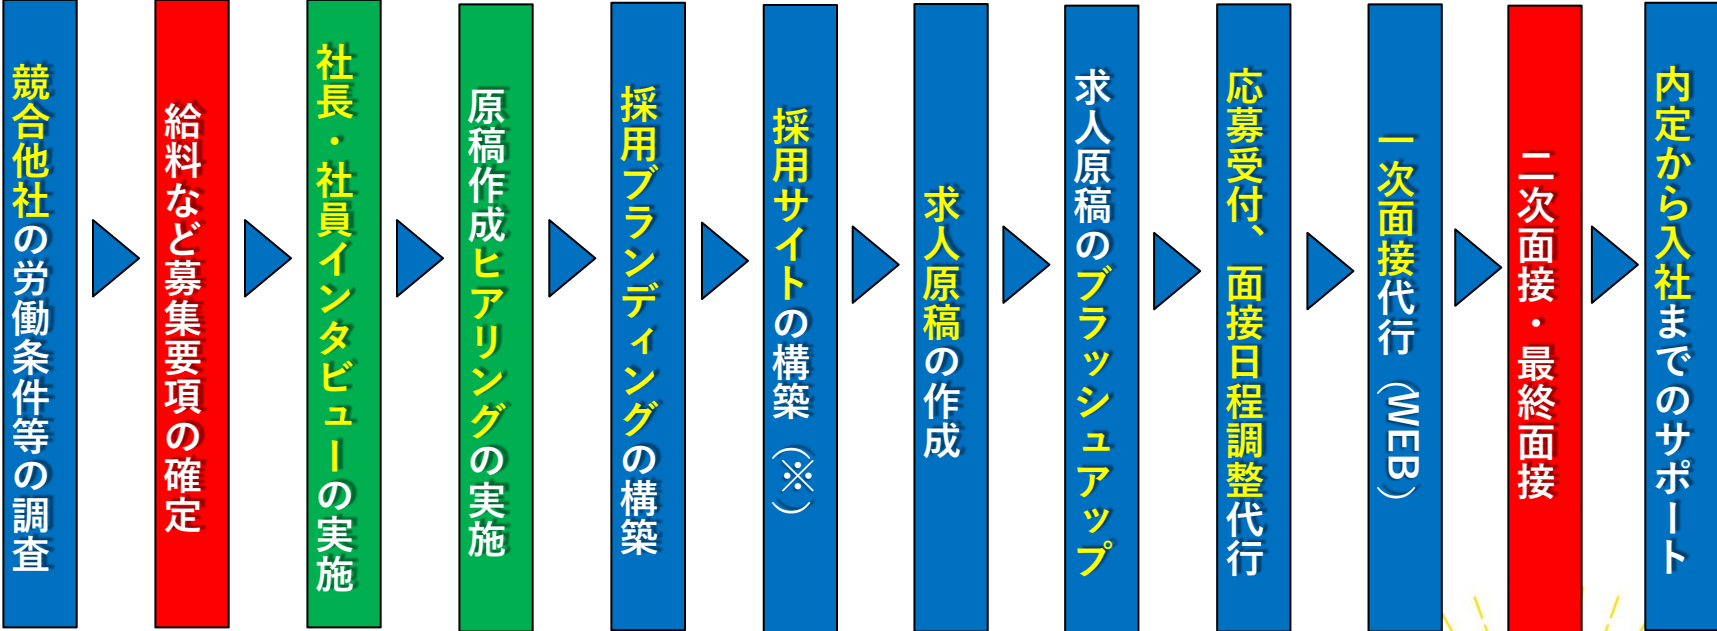 競合他社の労働条件等の調査
給料など募集要項の確定
社長・社員インタビューの実施
原稿作成ヒアリングの実施
採用ブランディングの構築
採用サイトの構築（※）
求人原稿の作成
求人原稿のブラッシュアップ
応募受付、面接日程調整代行
一次面接代行（WEB）
二次面接・最終面接
内定から入社までのサポート